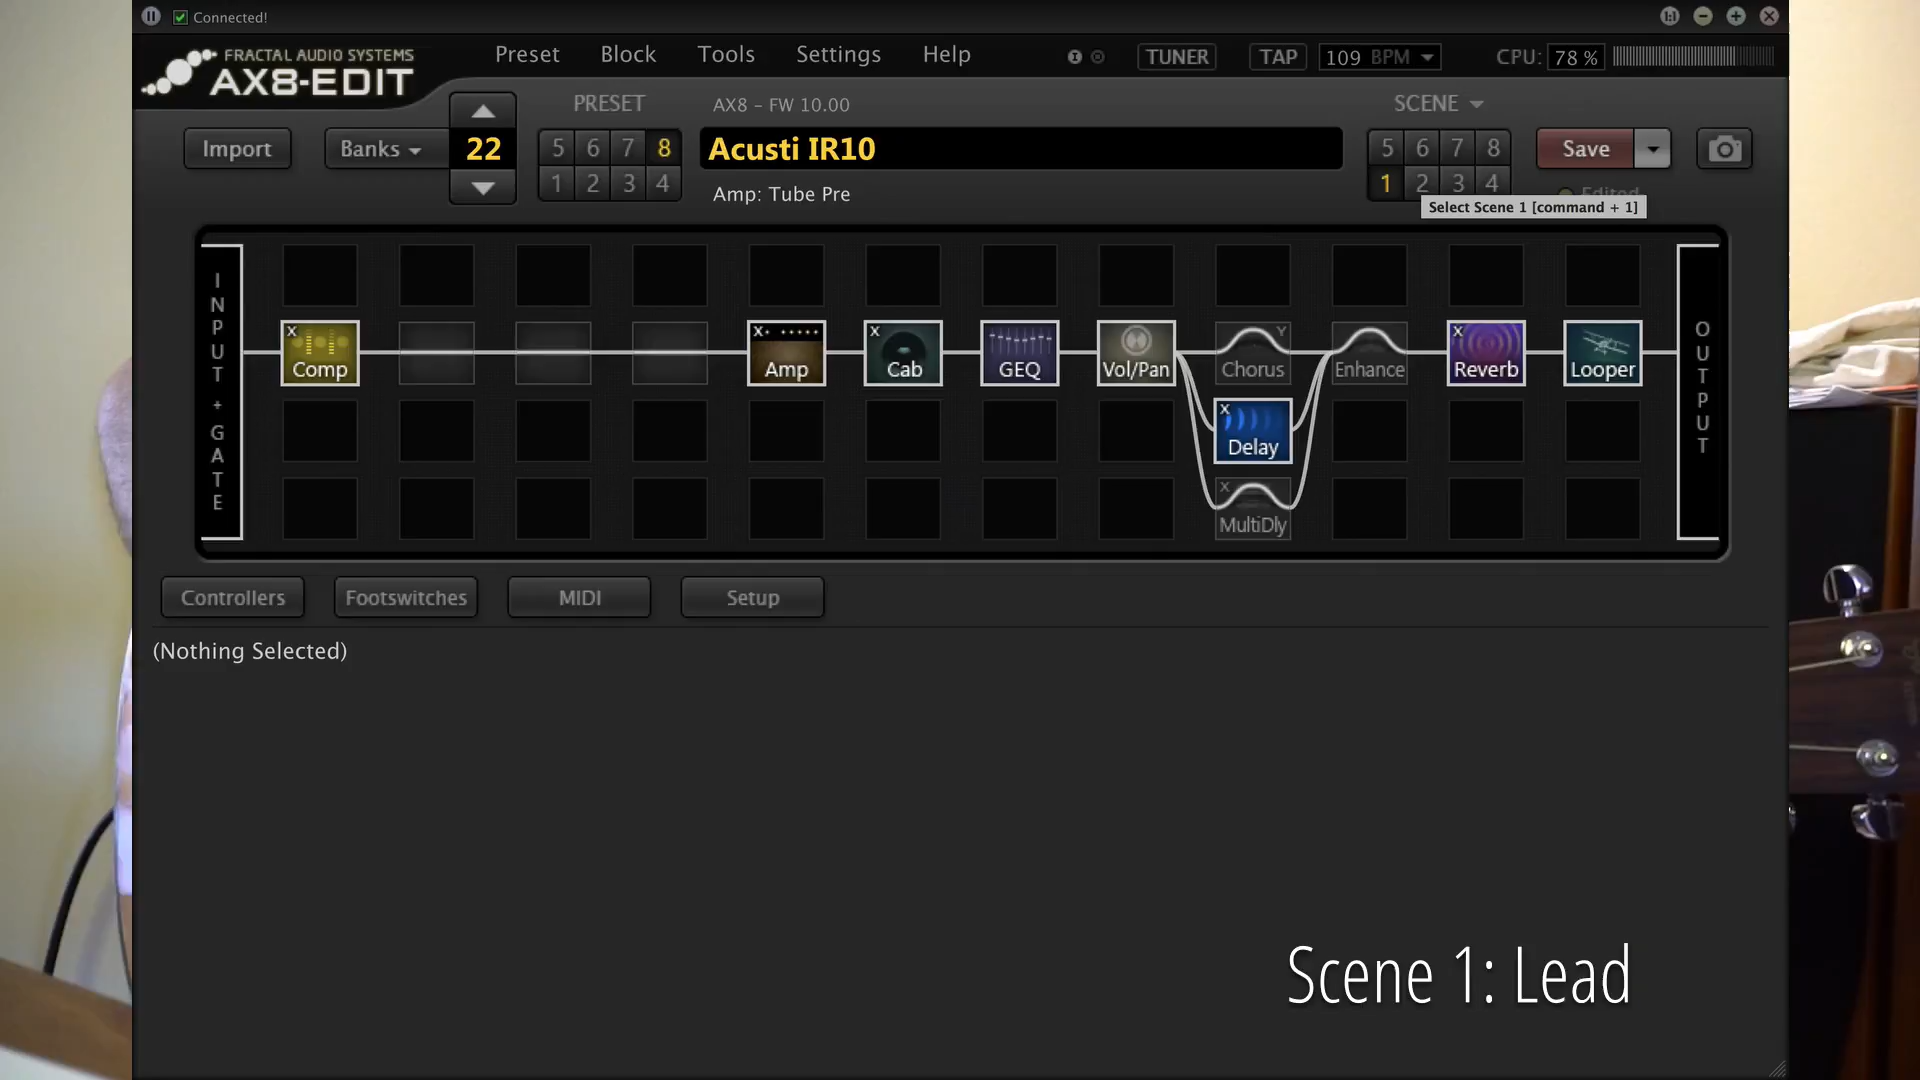 Connected!
FRACTAL AUDIO SYSTEMS
AX8-EDIT
Preset Block Tools Settings Help
TUNER TAP 109 BPM CPU: 78 %
PRESET AX8 – FW 10.00 SCENE
Import Banks 22
5 6 7 8
1 2 3 4
Acusti IR10
Amp: Tube Pre
5 6 7 8
1 2 3 4
Save
Edited
Select Scene 1 [command + 1]
INPUT + GATE
X Comp
X Amp
X Cab
GEQ
Vol/Pan
Y Chorus
Enhance
X Reverb
Looper
X Delay
X MultiDly
OUTPUT
Controllers Footswitches MIDI Setup
(Nothing Selected)
Scene 1: Lead